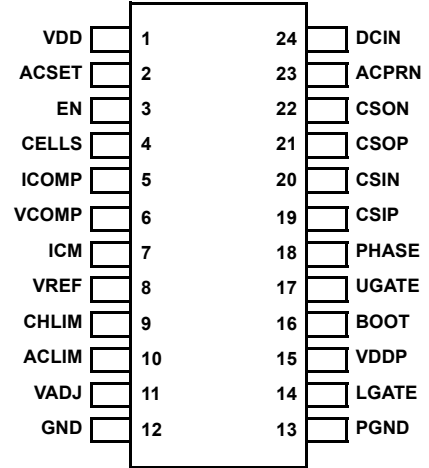 VDD 1 24 DCIN
ACSET 2 23 ACPRN
EN 3 22 CSON
CELLS 4 21 CSOP
ICOMP 5 20 CSIN
VCOMP 6 19 CSIP
ICM 7 18 PHASE
VREF 8 17 UGATE
CHLIM 9 16 BOOT
ACLIM 10 15 VDDP
VADJ 11 14 LGATE
GND 12 13 PGND